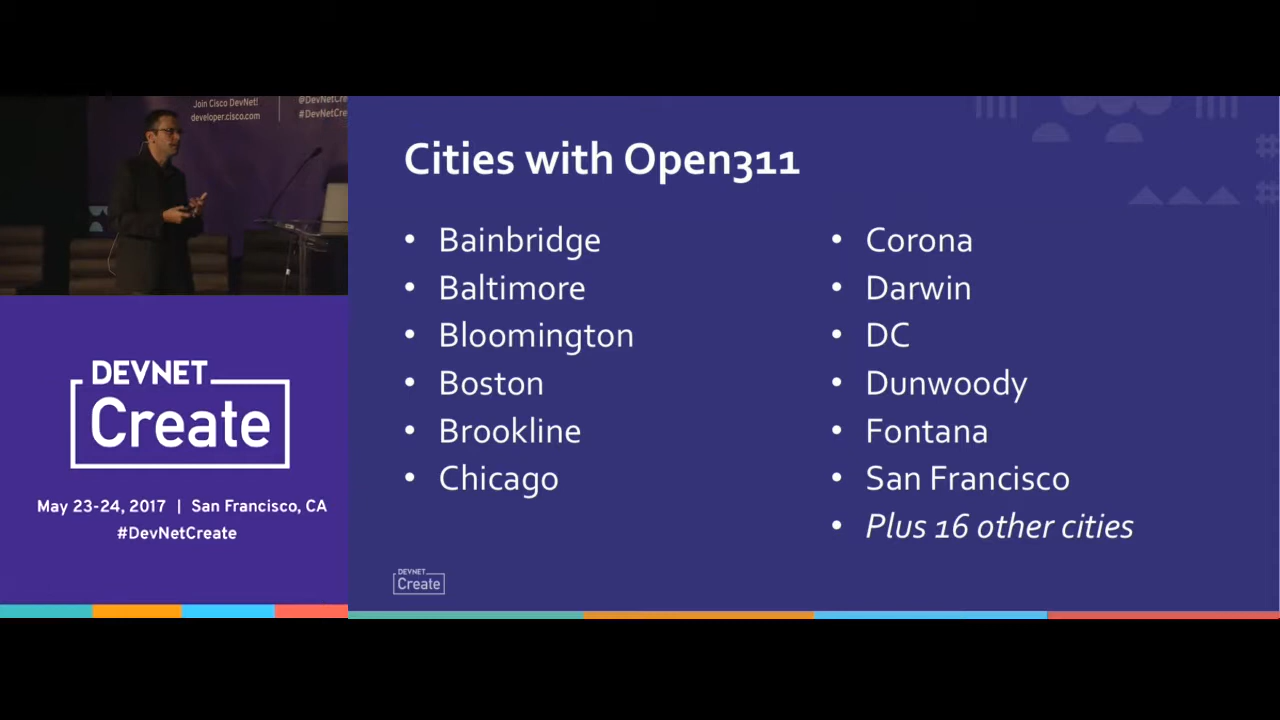 Join Cisco DevNet!
developer.cisco.com
@DevNetCre
#DevNetCre
DEVNET
Create
May 23-24, 2017 | San Francisco, CA
#DevNetCreate
Cities with Open311
• Bainbridge
• Baltimore
• Bloomington
• Boston
• Brookline
• Chicago
• Corona
• Darwin
• DC
• Dunwoody
• Fontana
• San Francisco
• Plus 16 other cities
DEVNET
Create